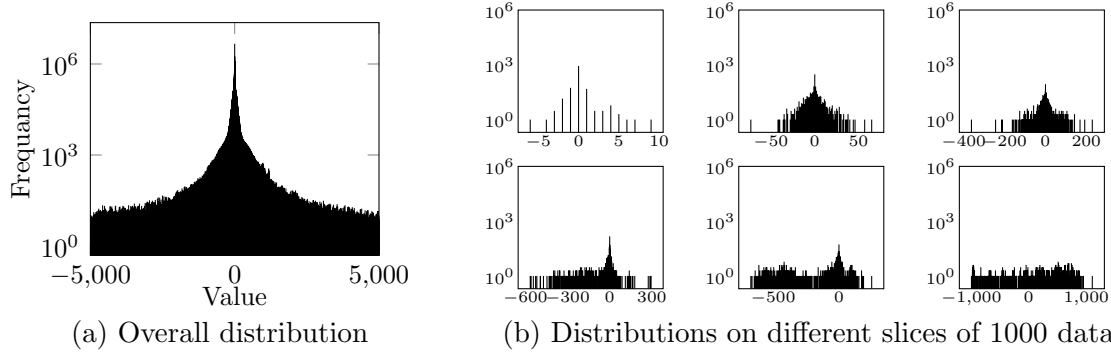 10^6
10^3
10^0
Frequancy
−5,000 0 5,000
Value
(a) Overall distribution
10^6 10^6 10^6
10^3 10^3 10^3
10^0 10^0 10^0
−5 0 5 10 −50 0 50 −400 −200 0 200
10^6 10^6 10^6
10^3 10^3 10^3
10^0 10^0 10^0
−600 −300 0 300 −500 0 −1,000 0 1,000
(b) Distributions on different slices of 1000 data